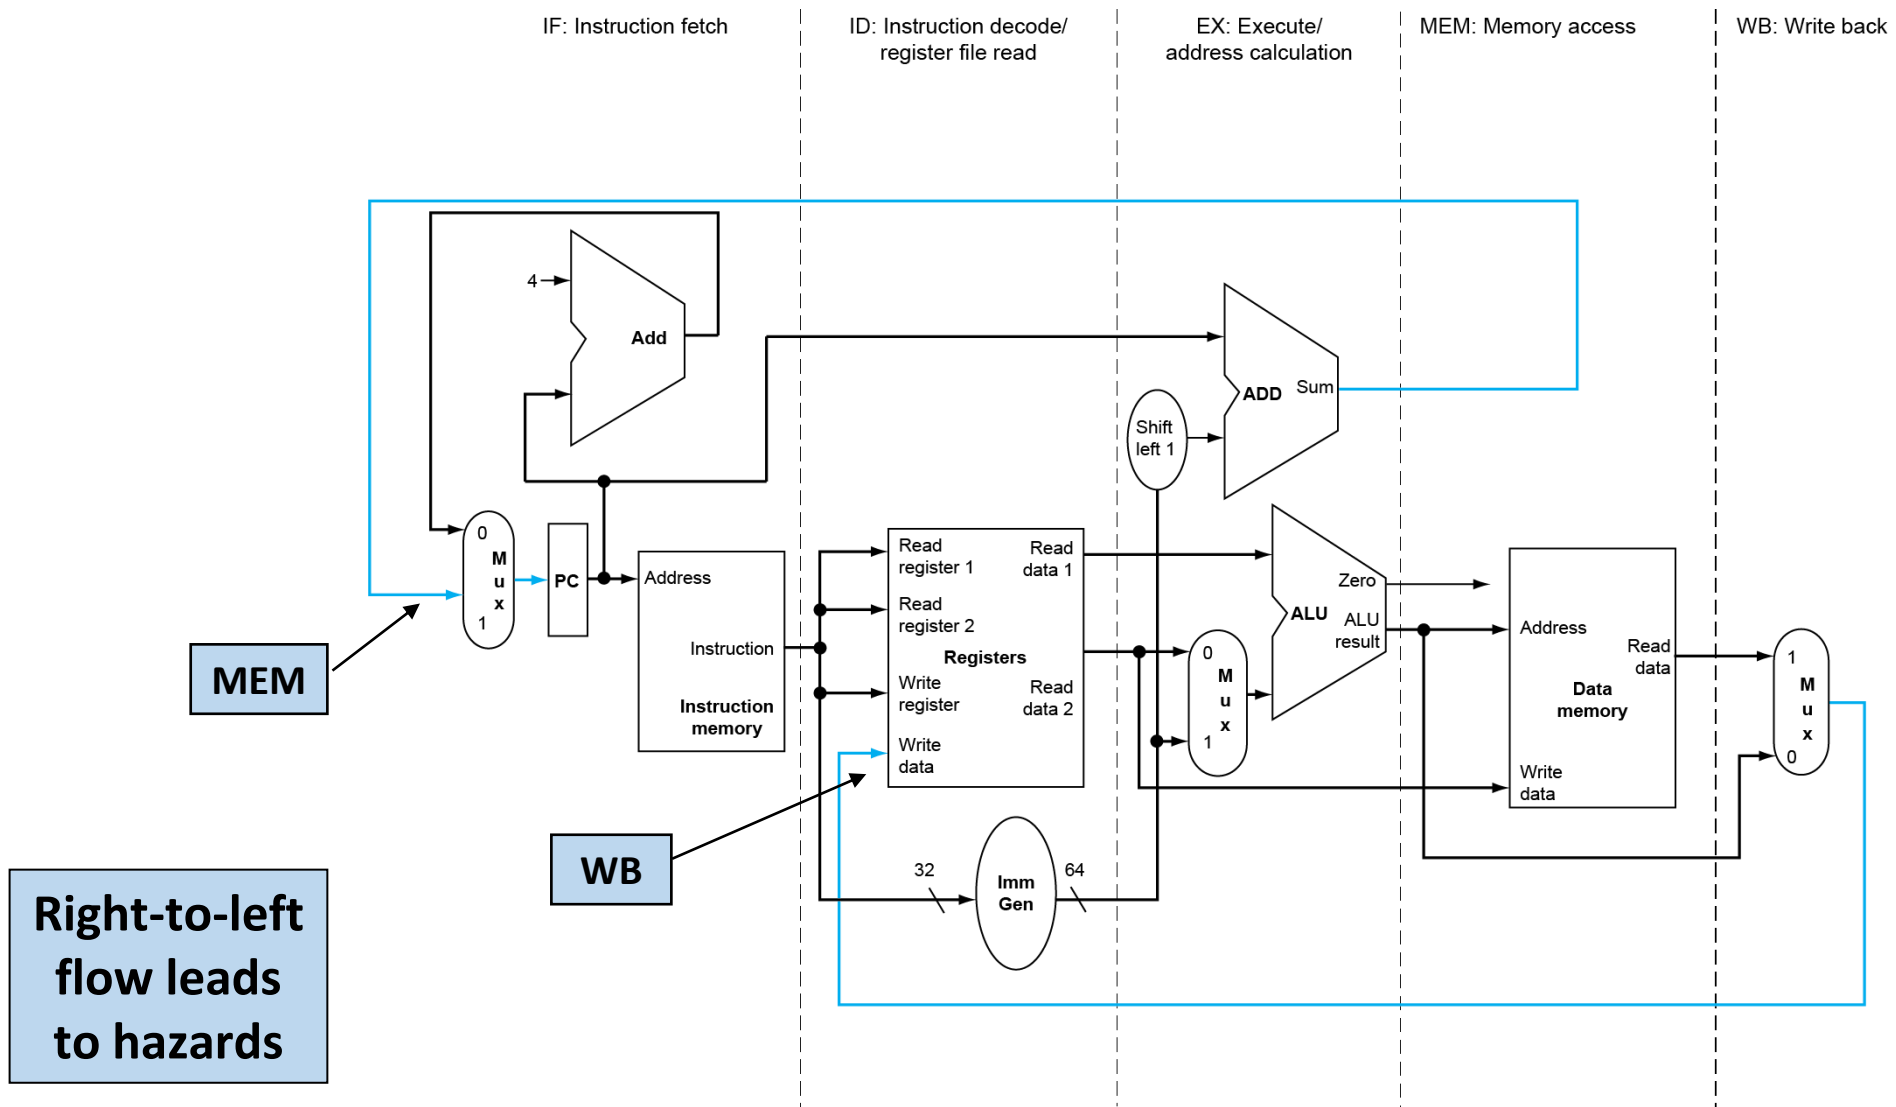 IF: Instruction fetch
ID: Instruction decode/
register file read
EX: Execute/
address calculation
MEM: Memory access
WB: Write back
4
Add
ADD
Sum
Shift
left 1
0
M
u
x
1
PC
Address
Instruction
Instruction
memory
Read
register 1
Read
register 2
Write
register
Write
data
Registers
Read
data 1
Read
data 2
0
M
u
x
1
Zero
ALU
ALU
result
Address
Read
data
Data
memory
Write
data
1
M
u
x
0
MEM
WB
32
Imm
Gen
64
Right-to-left
flow leads
to hazards